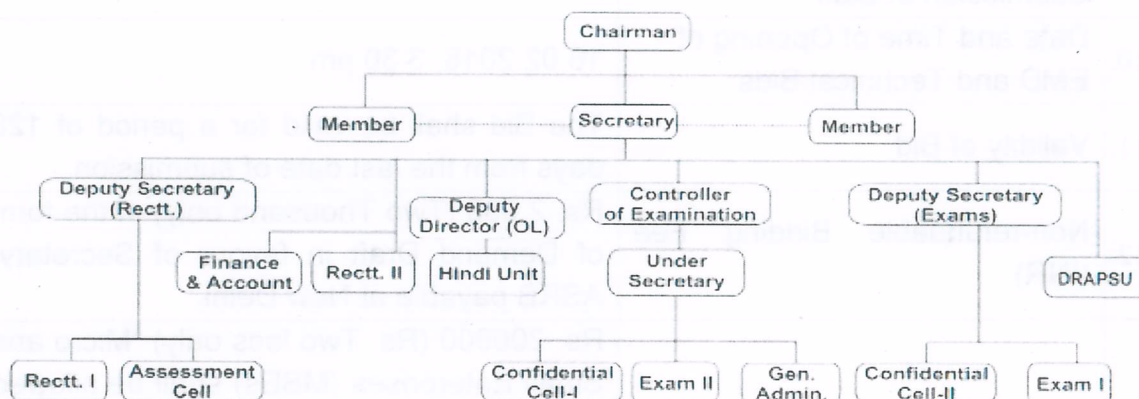 Chairman
Member
Secretary
Member
Deputy Secretary
(Rectt.)
Deputy
Director (OL)
Controller
of Examination
Deputy Secretary
(Exams)
Finance
& Account
Rectt. II
Hindi Unit
Under
Secretary
DRAPSU
Rectt. I
Assessment
Cell
Confidential
Cell-I
Exam II
Gen.
Admin.
Confidential
Cell-II
Exam I